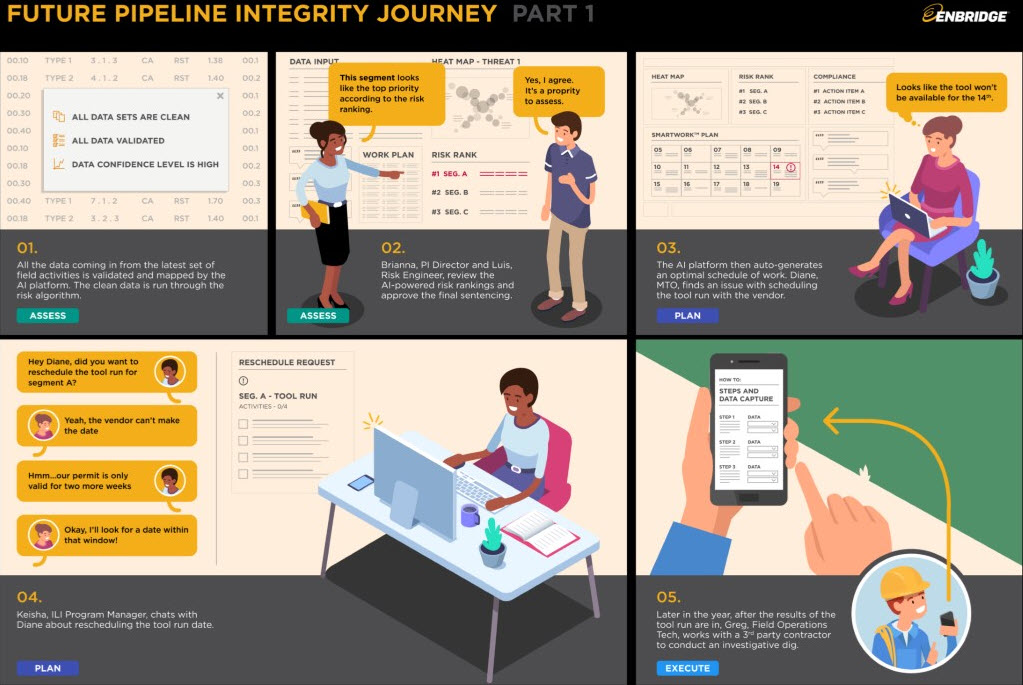 FUTURE PIPELINE INTEGRITY JOURNEY PART 1
ENBRIDGE
00.10 TYPE 1 3 . 1 . 3 CA RST 1.38 00.1
00.18 TYPE 2 4 . 1 . 2 CA RST 1.40 00.2
00.20 00.1
00.30 00.2
00.40 00.1
00.10 00.1
00.18 00.2
00.30 00.3
00.40 TYPE 1 7 . 1 . 2 CA RST 1.70 00.3
00.18 TYPE 2 3 . 2 . 3 CA RST 1.40 00.1
ALL DATA SETS ARE CLEAN
ALL DATA VALIDATED
DATA CONFIDENCE LEVEL IS HIGH
01.
All the data coming in from the latest set of
field activities is validated and mapped by the
AI platform. The clean data is run through the
risk algorithm.
ASSESS
DATA INPUT
HEAT MAP - THREAT 1
This segment looks
like the top priority
according to the risk
ranking.
Yes, I agree.
It's a proprity
to assess.
WORK PLAN
RISK RANK
#1 SEG. A
#2 SEG. B
#3 SEG. C
02.
Brianna, PI Director and Luis,
Risk Engineer, review the
AI-powered risk rankings and
approve the final sentencing.
ASSESS
HEAT MAP
RISK RANK
#1 SEG. A
#2 SEG. B
#3 SEG. C
COMPLIANCE
#1 ACTION ITEM A
#2 ACTION ITEM B
#3 ACTION ITEM C
Looks like the tool won't
be available for the 14th.
SMARTWORK™ PLAN
05 06 07 08 09
10 11 12 13 14
15 16 17 18 19
03.
The AI platform then auto-generates
an optimal schedule of work. Diane,
MTO, finds an issue with scheduling
the tool run with the vendor.
PLAN
Hey Diane, did you want to
reschedule the tool run for
segment A?
Yeah, the vendor can't make
the date
Hmm...our permit is only
valid for two more weeks
Okay, I'll look for a date within
that window!
RESCHEDULE REQUEST
SEG. A - TOOL RUN
ACTIVITIES - 0/4
04.
Keisha, ILI Program Manager, chats with
Diane about rescheduling the tool run date.
PLAN
HOW TO:
STEPS AND
DATA CAPTURE
STEP 1 DATA
STEP 2 DATA
STEP 3 DATA
05.
Later in the year, after the results of the
tool run are in, Greg, Field Operations
Tech, works with a 3rd party contractor
to conduct an investigative dig.
EXECUTE